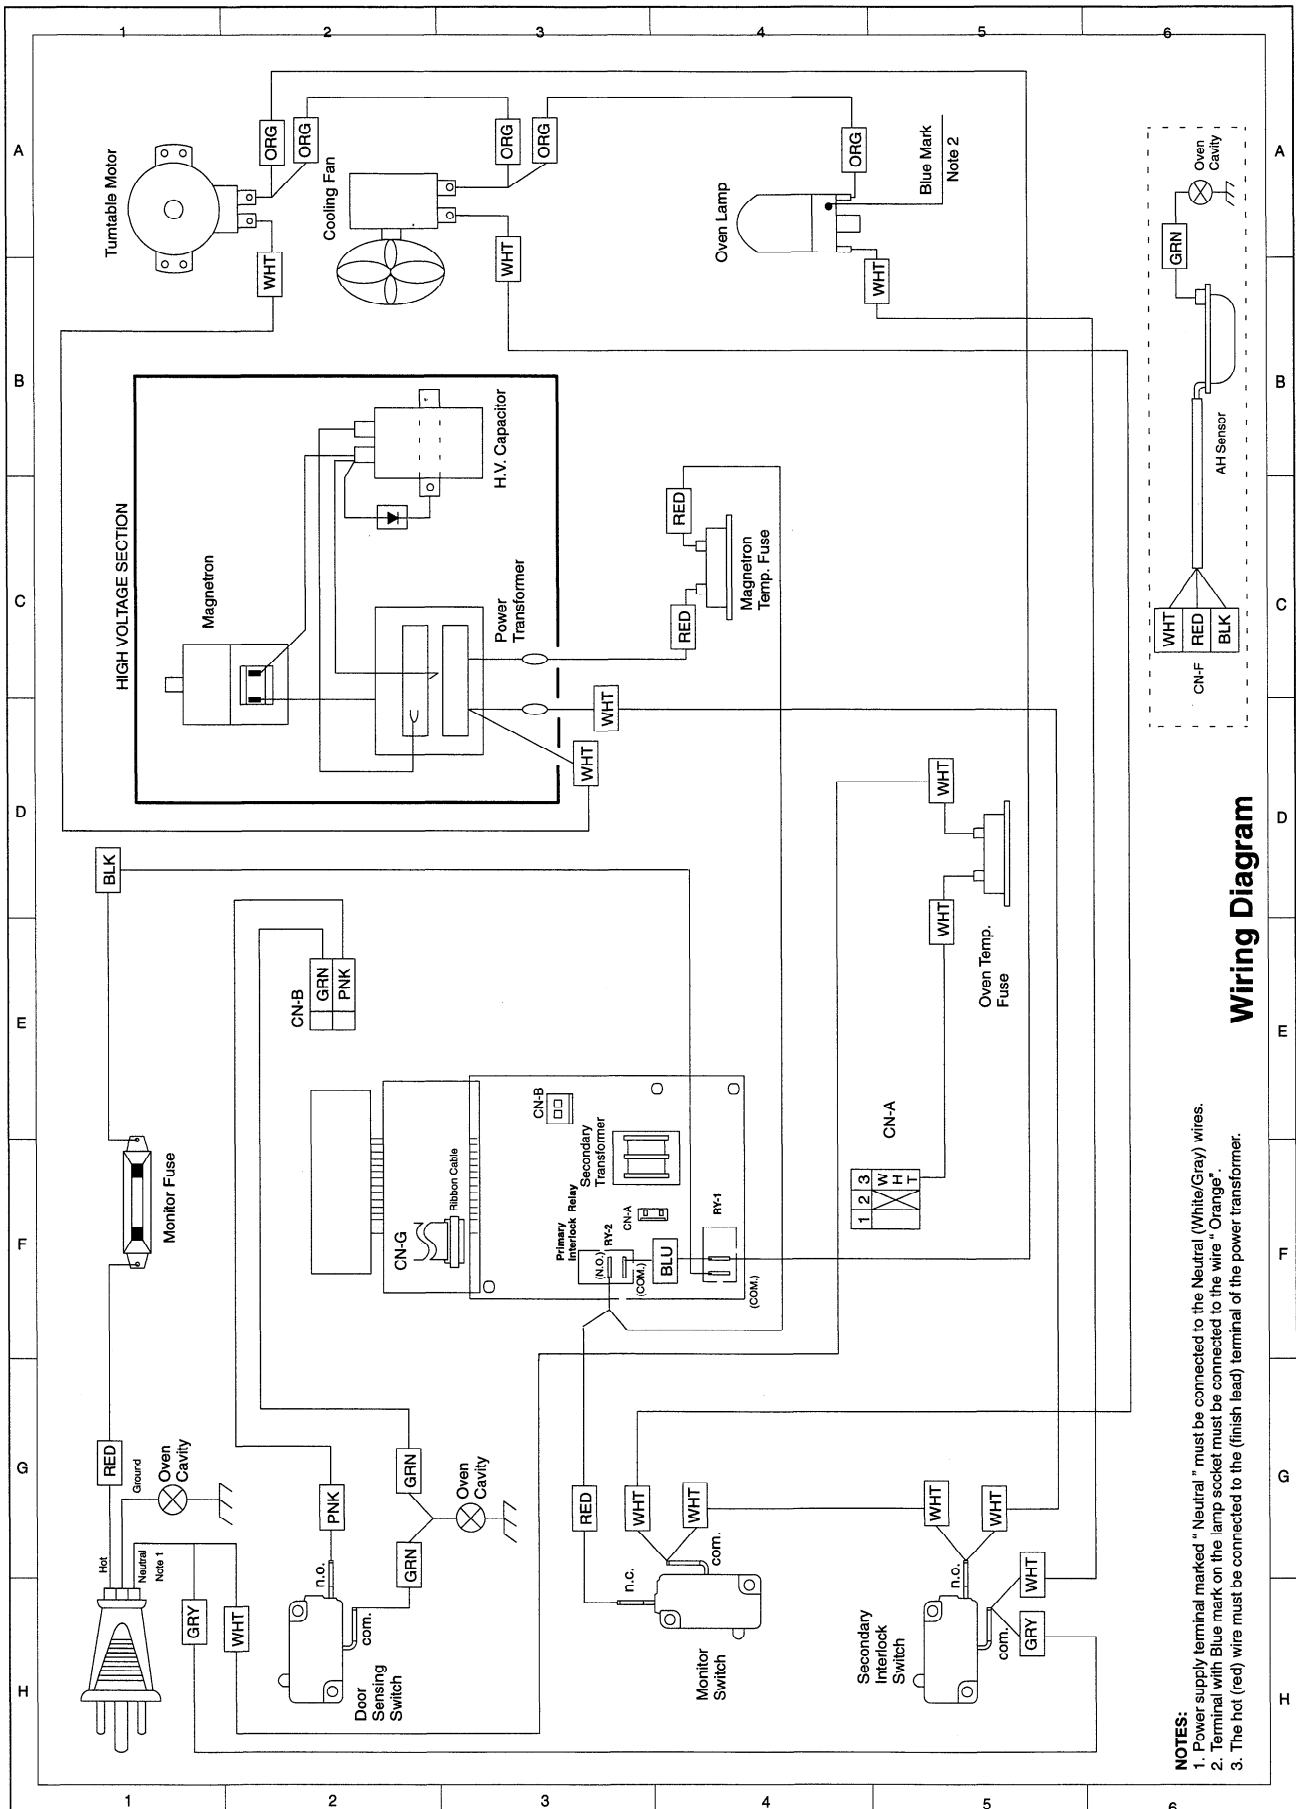 1 2 3 4 5 6
A
B
C
D
E
F
G
H
A
B
C
D
E
F
G
H
1 2 3 4 5 6
Turntable Motor
ORG
ORG
WHT
Cooling Fan
ORG
ORG
WHT
Oven Lamp
ORG
WHT
Blue Mark
Note 2
Oven
Cavity
GRN
AH Sensor
WHT
RED
BLK
CN-F
HIGH VOLTAGE SECTION
Magnetron
H.V. Capacitor
Power
Transformer
WHT
WHT
RED
RED
Magnetron
Temp. Fuse
BLK
Monitor Fuse
CN-B
GRN
PNK
WHT
WHT
Oven Temp.
Fuse
CN-A
1 2 3
W
H
T
CN-G
Ribbon Cable
CN-B
Secondary
Transformer
Primary
Interlock Relay
RY-2
(N.O.)
(COM.)
CN-A
BLU
RY-1
(COM.)
RED
Hot
Ground
Neutral
Note 1
Oven
Cavity
GRY
WHT
PNK
n.o.
GRN
GRN
com.
Oven
Cavity
Door
Sensing
Switch
RED
WHT
WHT
n.c.
com.
Monitor
Switch
WHT
WHT
n.o.
com.
WHT
GRY
Secondary
Interlock
Switch
Wiring Diagram
NOTES:
1. Power supply terminal marked " Neutral " must be connected to the Neutral (White/Gray) wires.
2. Terminal with Blue mark on the lamp socket must be connected to the wire " Orange".
3. The hot (red) wire must be connected to the (finish lead) terminal of the power transformer.